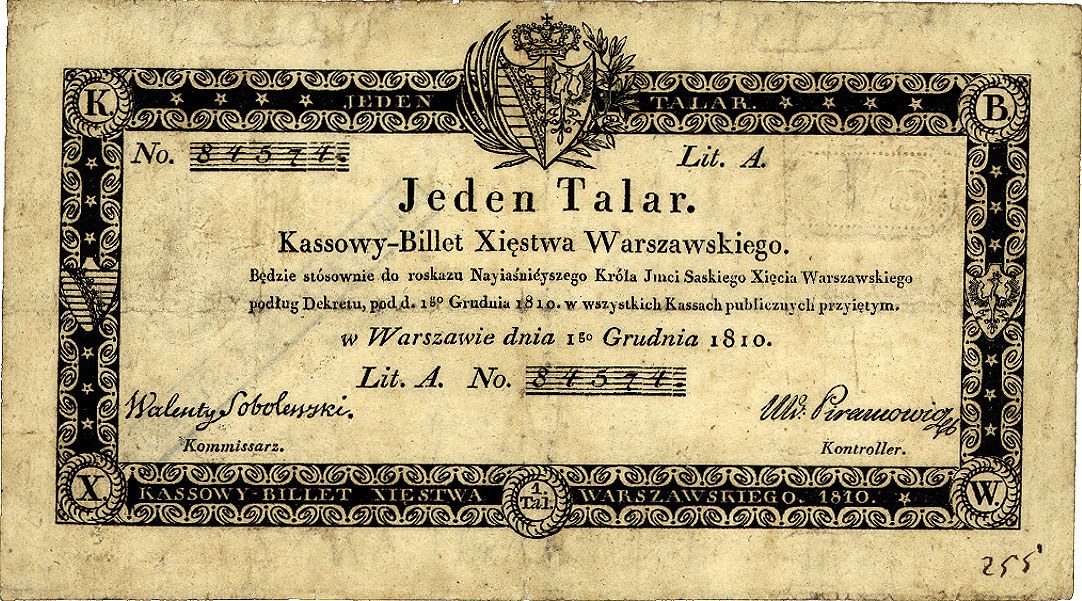 K. JEDEN TALAR. B.
No. 84574. Lit. A.
Jeden Talar.
Kassowy-Billet Xięstwa Warszawskiego.
Będzie stósownie do roskazu Nayiaśnićyszego Króla Jmci Saskiego Xięcia Warszawskiego
podług Dekretu, pod d. 1go Grudnia 1810. w wszystkich Kassach publicznych przyiętym.
w Warszawie dnia 1go Grudnia 1810.
Lit. A. No. 84574.
Walenty Sobolewski.
Kommissarz. Kontroller.
X. KASSOWY-BILLET XIESTWA 1 Tal. WARSZAWSKIEGO. 1810. W.
255